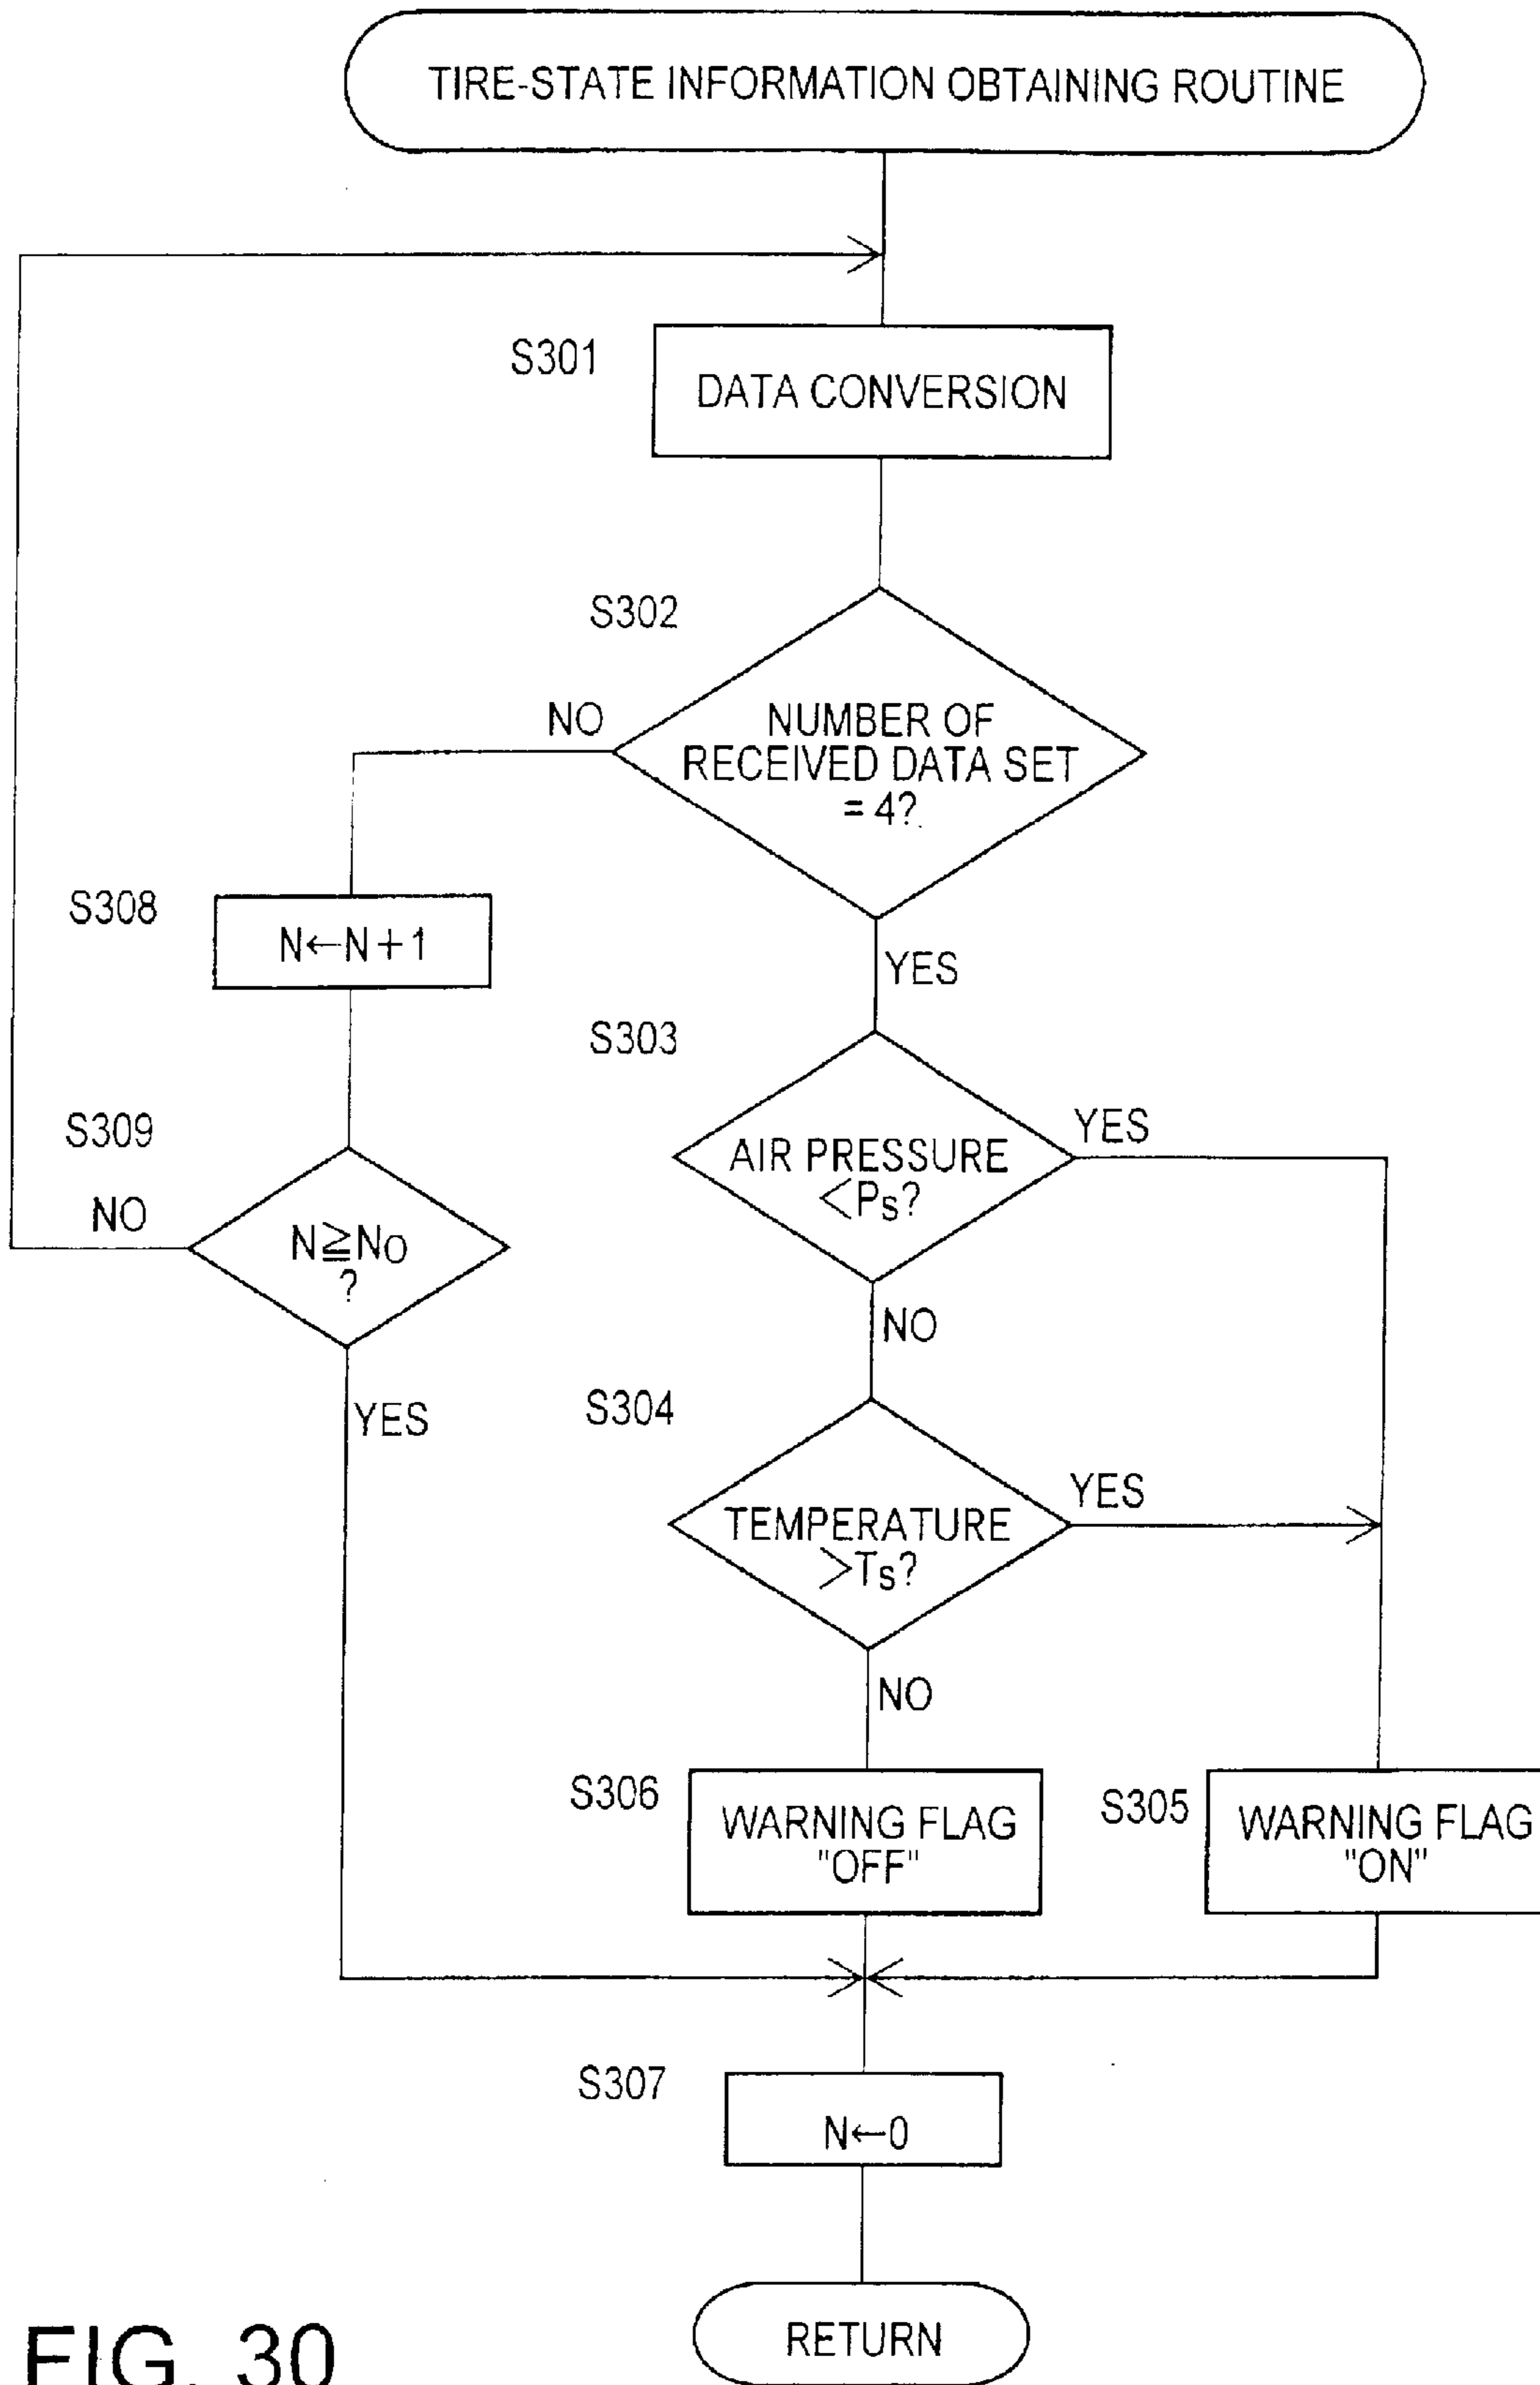 TIRE-STATE INFORMATION OBTAINING ROUTINE
S301
DATA CONVERSION
S302
NUMBER OF
RECEIVED DATA SET
= 4?
NO
YES
S308
N←N+1
S309
N≧N0
?
NO
YES
S303
AIR PRESSURE
<Ps?
YES
NO
S304
TEMPERATURE
>Ts?
YES
NO
S306
WARNING FLAG
"OFF"
S305
WARNING FLAG
"ON"
S307
N←0
RETURN
FIG. 30